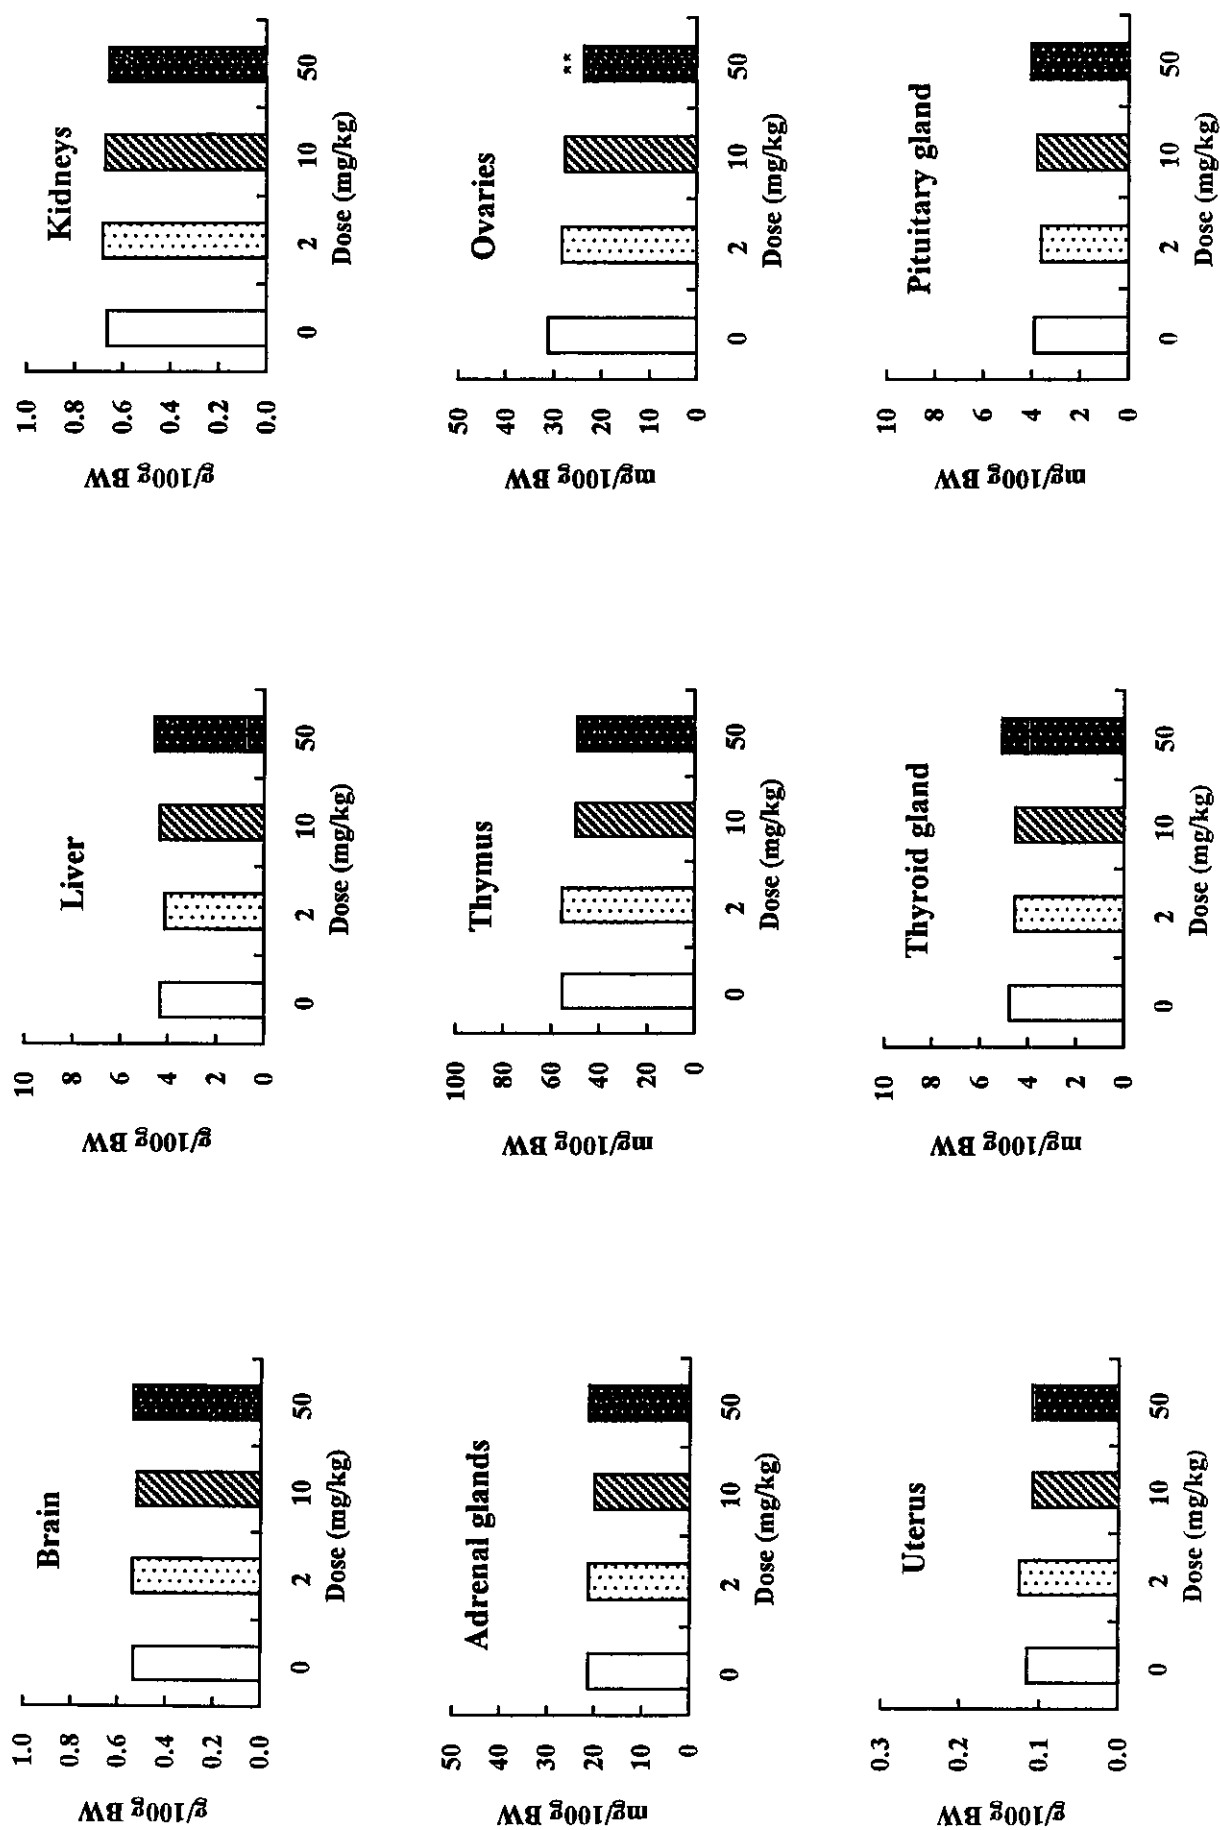 Brain
g/100g BW
1.0
0.8
0.6
0.4
0.2
0.0
0 2 10 50
Dose (mg/kg)
Liver
g/100g BW
10
8
6
4
2
0
0 2 10 50
Dose (mg/kg)
Kidneys
g/100g BW
1.0
0.8
0.6
0.4
0.2
0.0
0 2 10 50
Dose (mg/kg)
Adrenal glands
mg/100g BW
50
40
30
20
10
0
0 2 10 50
Dose (mg/kg)
Thymus
mg/100g BW
100
80
60
40
20
0
0 2 10 50
Dose (mg/kg)
Ovaries
mg/100g BW
50
40
30
20
10
0
**
0 2 10 50
Dose (mg/kg)
Uterus
g/100g BW
0.3
0.2
0.1
0.0
0 2 10 50
Dose (mg/kg)
Thyroid gland
mg/100g BW
10
8
6
4
2
0
0 2 10 50
Dose (mg/kg)
Pituitary gland
mg/100g BW
10
8
6
4
2
0
0 2 10 50
Dose (mg/kg)